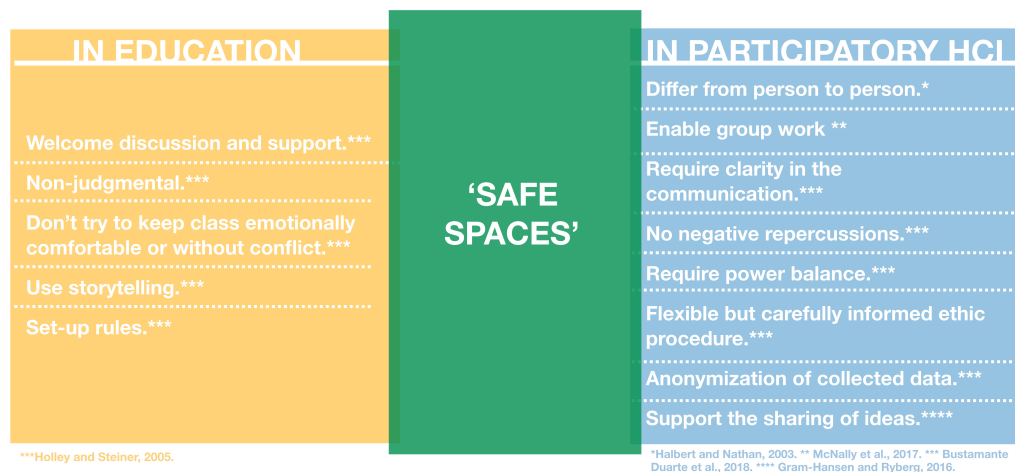 IN EDUCATION
Welcome discussion and support.***
Non-judgmental.***
Don’t try to keep class emotionally
comfortable or without conflict.***
Use storytelling.***
Set-up rules.***
***Holley and Steiner, 2005.
‘SAFE
SPACES’
IN PARTICIPATORY HCI
Differ from person to person.*
Enable group work **
Require clarity in the
communication.***
No negative repercussions.***
Require power balance.***
Flexible but carefully informed ethic
procedure.***
Anonymization of collected data.***
Support the sharing of ideas.****
*Halbert and Nathan, 2003. ** McNally et al., 2017. *** Bustamante
Duarte et al., 2018. **** Gram-Hansen and Ryberg, 2016.